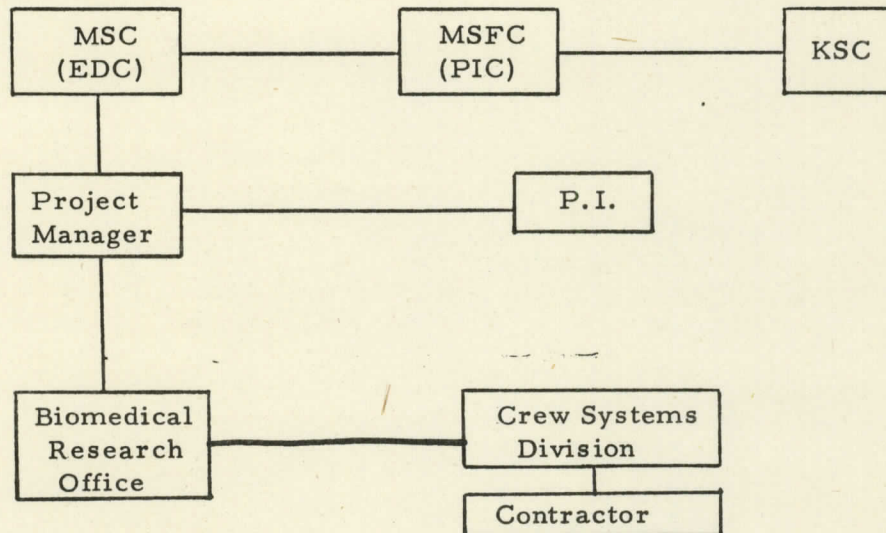 MSC
(EDC)
MSFC
(PIC)
KSC
Project
Manager
P.I.
Biomedical
Research
Office
Crew Systems
Division
Contractor